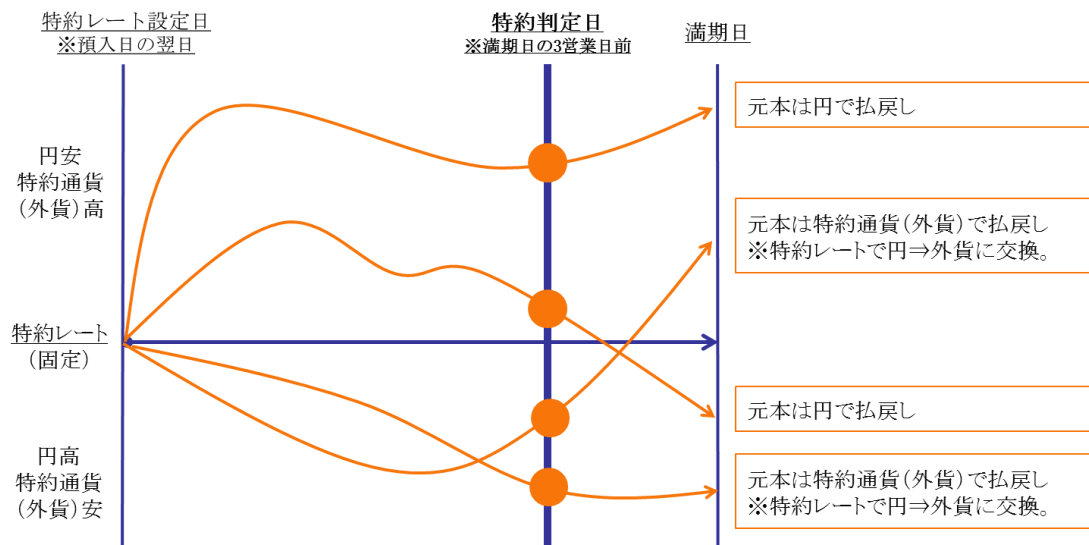 特約レート設定日
※預入日の翌日
特約判定日
※満期日の3営業日前
満期日
円安
特約通貨
(外貨)高
特約レート
(固定)
円高
特約通貨
(外貨)安
元本は円で払戻し
元本は特約通貨(外貨)で払戻し
※特約レートで円⇒外貨に交換。
元本は円で払戻し
元本は特約通貨(外貨)で払戻し
※特約レートで円⇒外貨に交換。